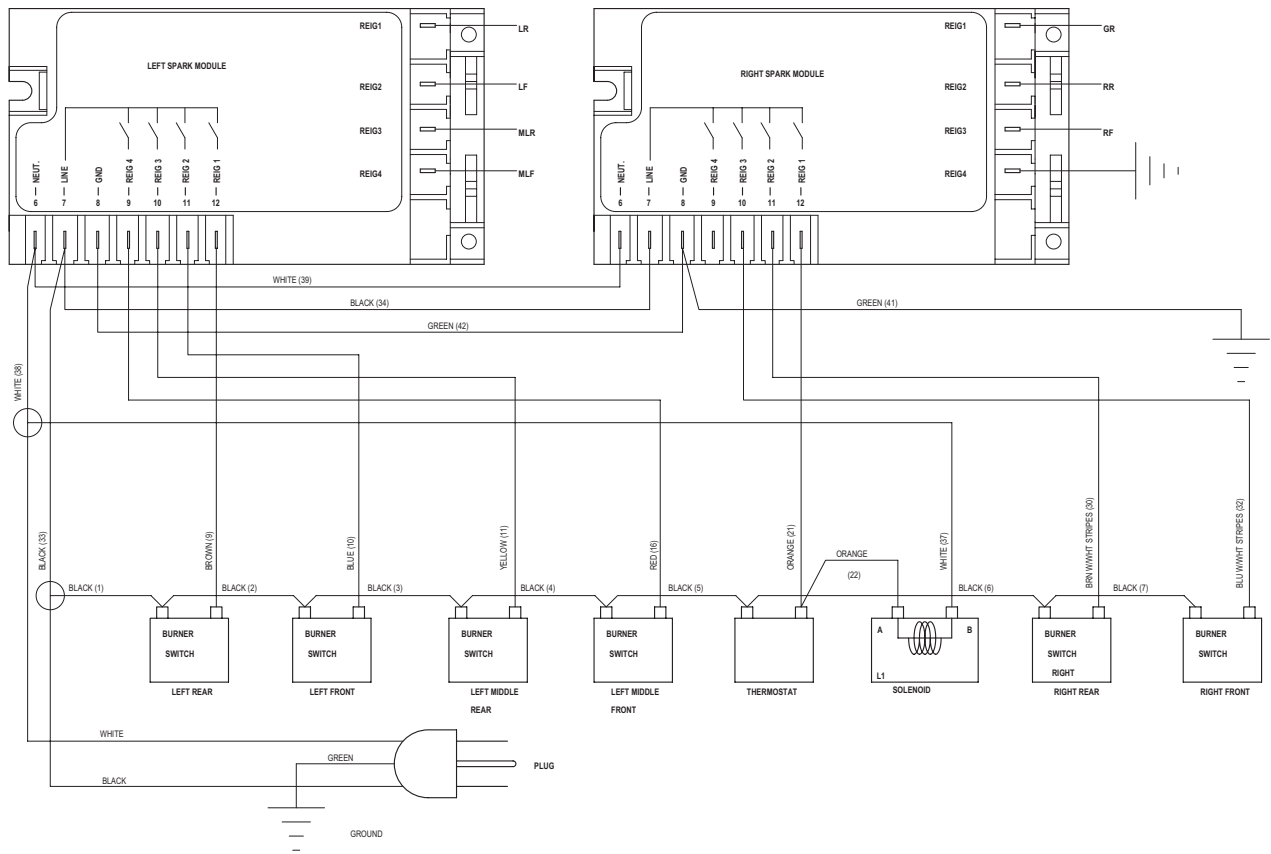 LEFT SPARK MODULE
REIG1
LR
REIG2
LF
REIG3
MLR
REIG4
MLF
NEUT.
LINE
GND
REIG 4
REIG 3
REIG 2
REIG 1
6
7
8
9
10
11
12
RIGHT SPARK MODULE
REIG1
GR
REIG2
RR
REIG3
RF
REIG4
NEUT.
LINE
GND
REIG 4
REIG 3
REIG 2
REIG 1
6
7
8
9
10
11
12
WHITE (39)
BLACK (34)
GREEN (41)
GREEN (42)
WHITE (38)
BLACK (33)
BROWN (9)
BLUE (10)
YELLOW (11)
RED (16)
ORANGE (21)
ORANGE
(22)
WHITE (37)
BRN W/WHT STRIPES (30)
BLU W/WHT STRIPES (32)
BLACK (1)
BLACK (2)
BLACK (3)
BLACK (4)
BLACK (5)
BLACK (6)
BLACK (7)
BURNER
SWITCH
LEFT REAR
BURNER
SWITCH
LEFT FRONT
BURNER
SWITCH
LEFT MIDDLE
REAR
BURNER
SWITCH
LEFT MIDDLE
FRONT
THERMOSTAT
A
B
L1
SOLENOID
BURNER
SWITCH
RIGHT
RIGHT REAR
BURNER
SWITCH
RIGHT FRONT
WHITE
GREEN
BLACK
PLUG
GROUND